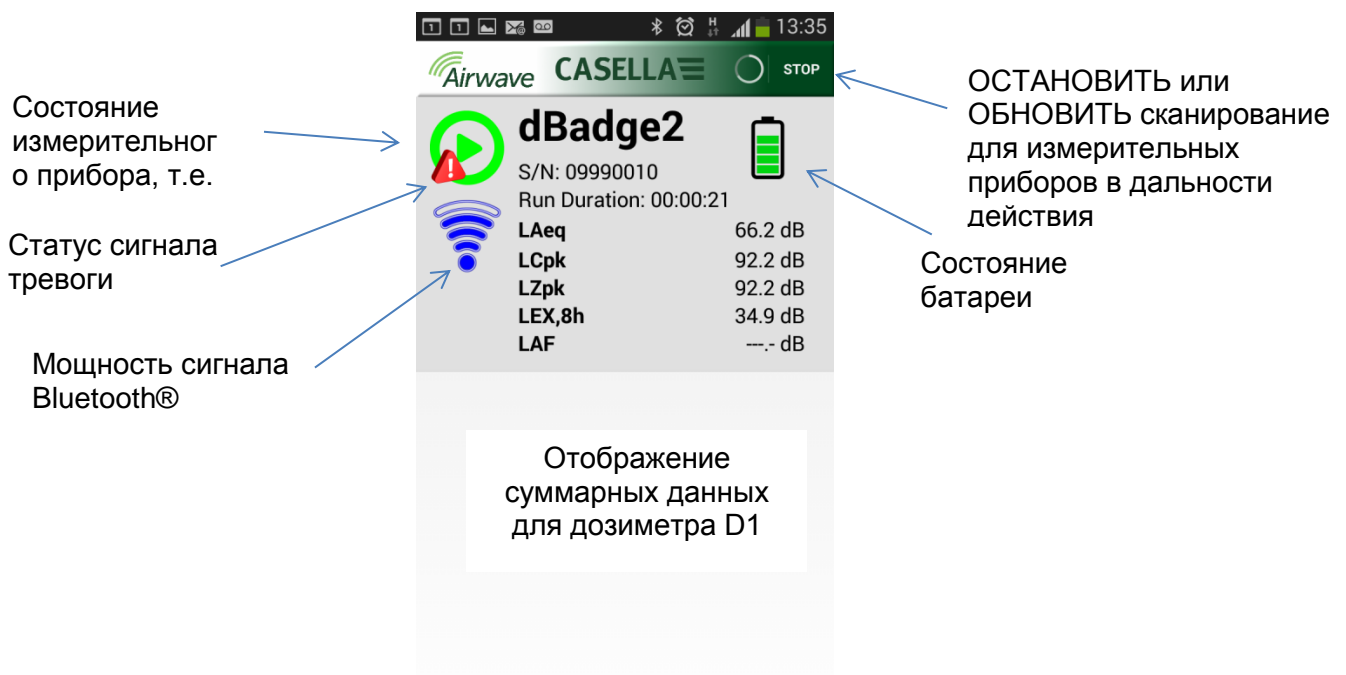 13:35
Airwave CASELLA STOP
dBadge2
S/N: 09990010
Run Duration: 00:00:21
LAeq 66.2 dB
LCpk 92.2 dB
LZpk 92.2 dB
LEX,8h 34.9 dB
LAF ---.- dB
Состояние
измерительног
о прибора, т.е.
Статус сигнала
тревоги
Мощность сигнала
Bluetooth®
ОСТАНОВИТЬ или
ОБНОВИТЬ сканирование
для измерительных
приборов в дальности
действия
Состояние
батареи
Отображение
суммарных данных
для дозиметра D1